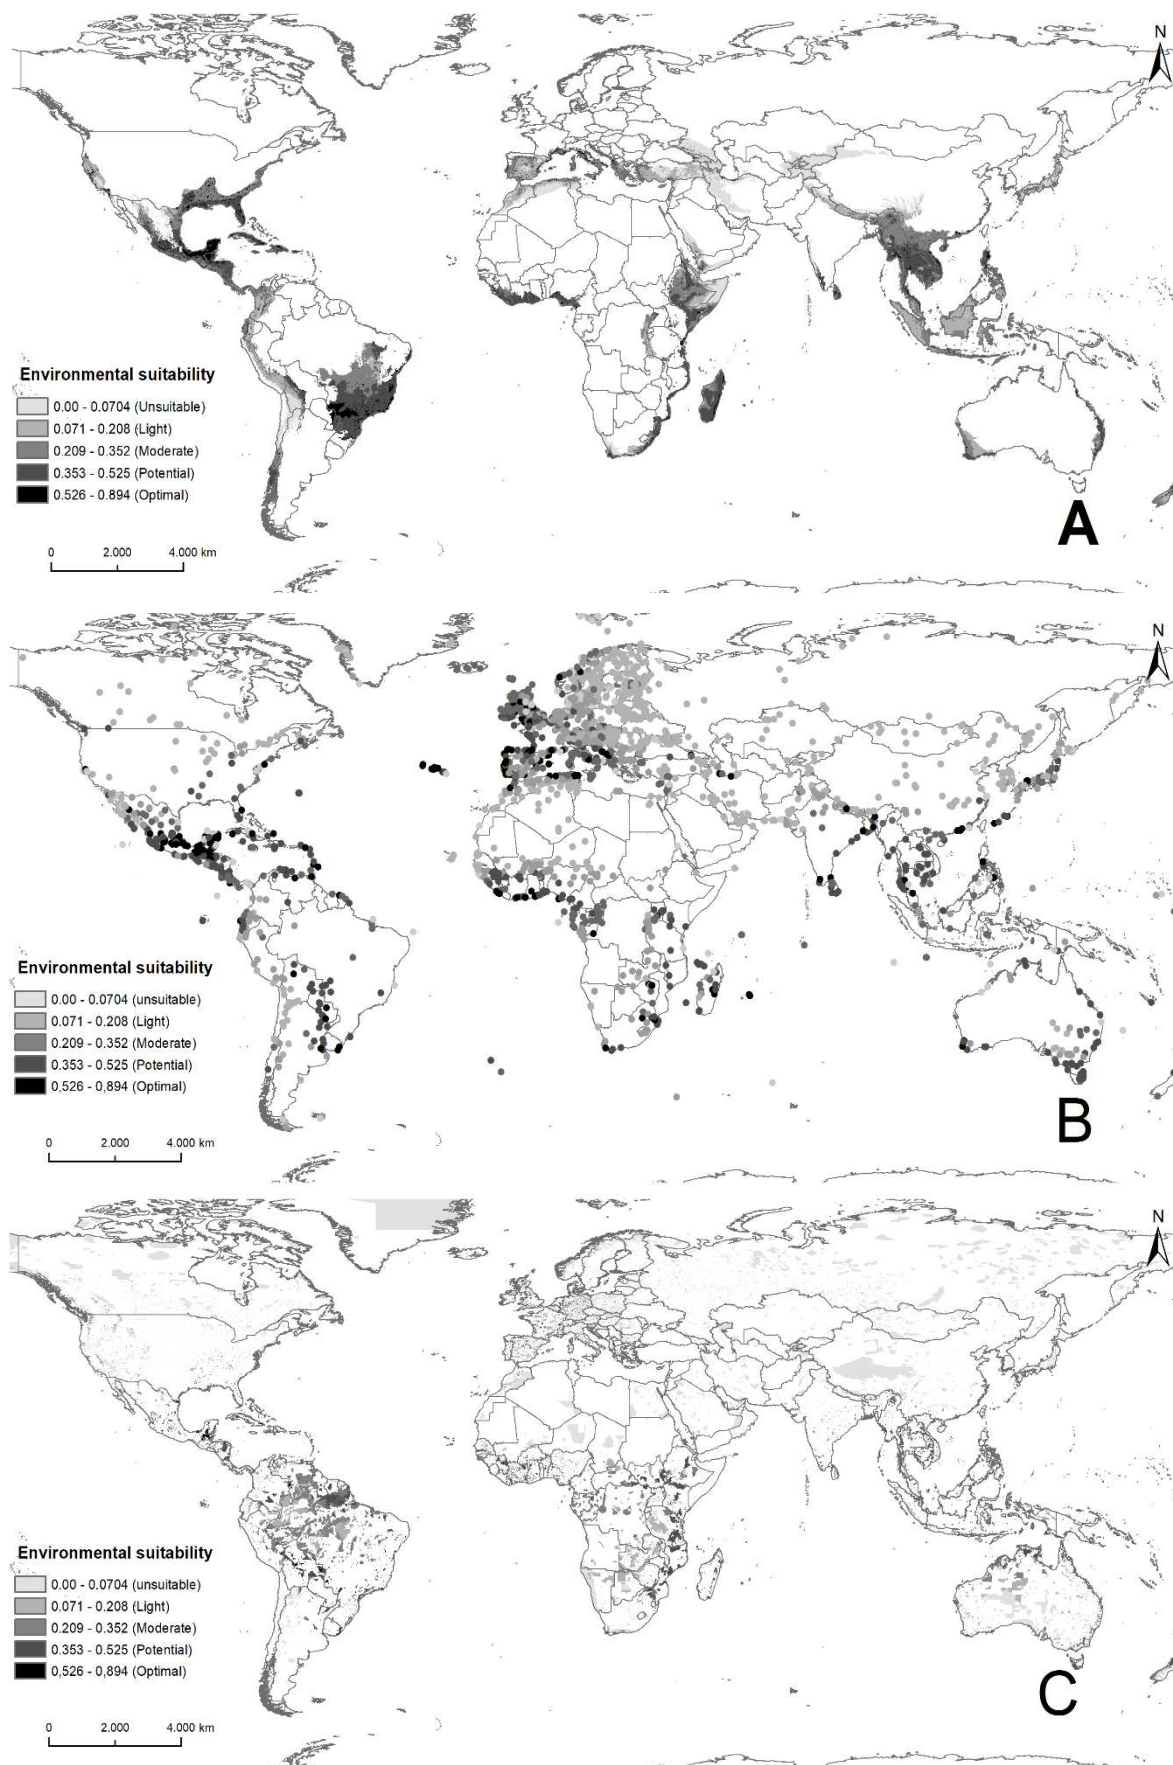 N
Environmental suitability
0.00 - 0.0704 (Unsuitable)
0.071 - 0.208 (Light)
0.209 - 0.352 (Moderate)
0.353 - 0.525 (Potential)
0.526 - 0.894 (Optimal)
0 2.000 4.000 km
A
N
Environmental suitability
0.00 - 0.0704 (unsuitable)
0.071 - 0.208 (Light)
0.209 - 0.352 (Moderate)
0.353 - 0.525 (Potential)
0,526 - 0,894 (Optimal)
0 2.000 4.000 km
B
N
Environmental suitability
0.00 - 0.0704 (unsuitable)
0.071 - 0.208 (Light)
0.209 - 0.352 (Moderate)
0.353 - 0.525 (Potential)
0,526 - 0,894 (Optimal)
0 2.000 4.000 km
C